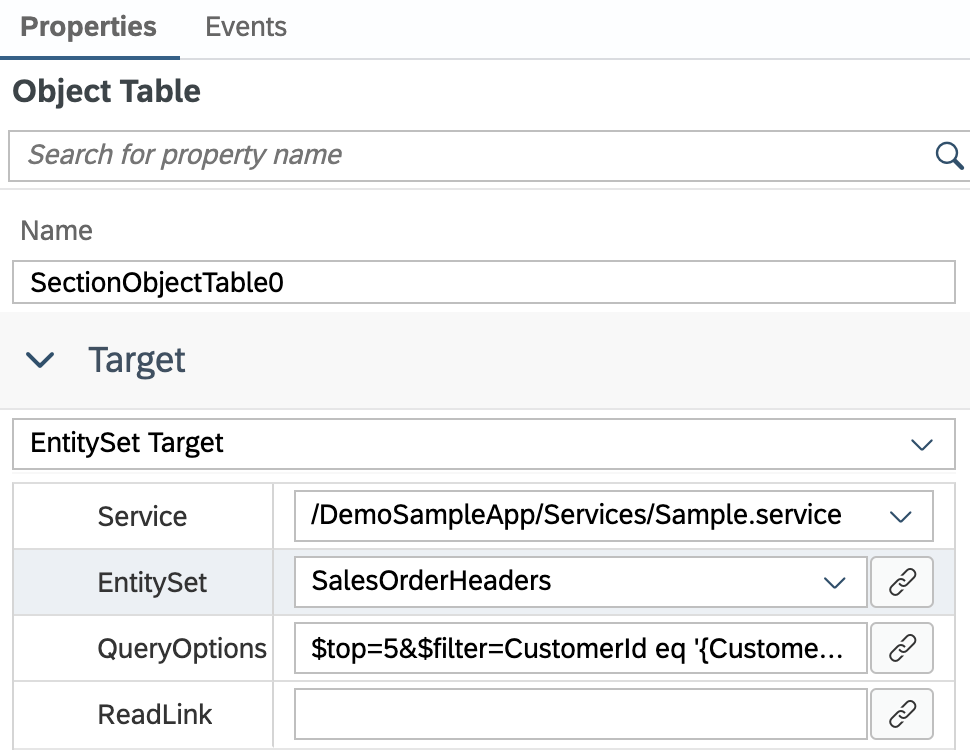 Properties Events
Object Table
Search for property name
Name
SectionObjectTable0
Target
EntitySet Target
Service /DemoSampleApp/Services/Sample.service
EntitySet SalesOrderHeaders
QueryOptions $top=5&$filter=CustomerId eq '{Custome...
ReadLink